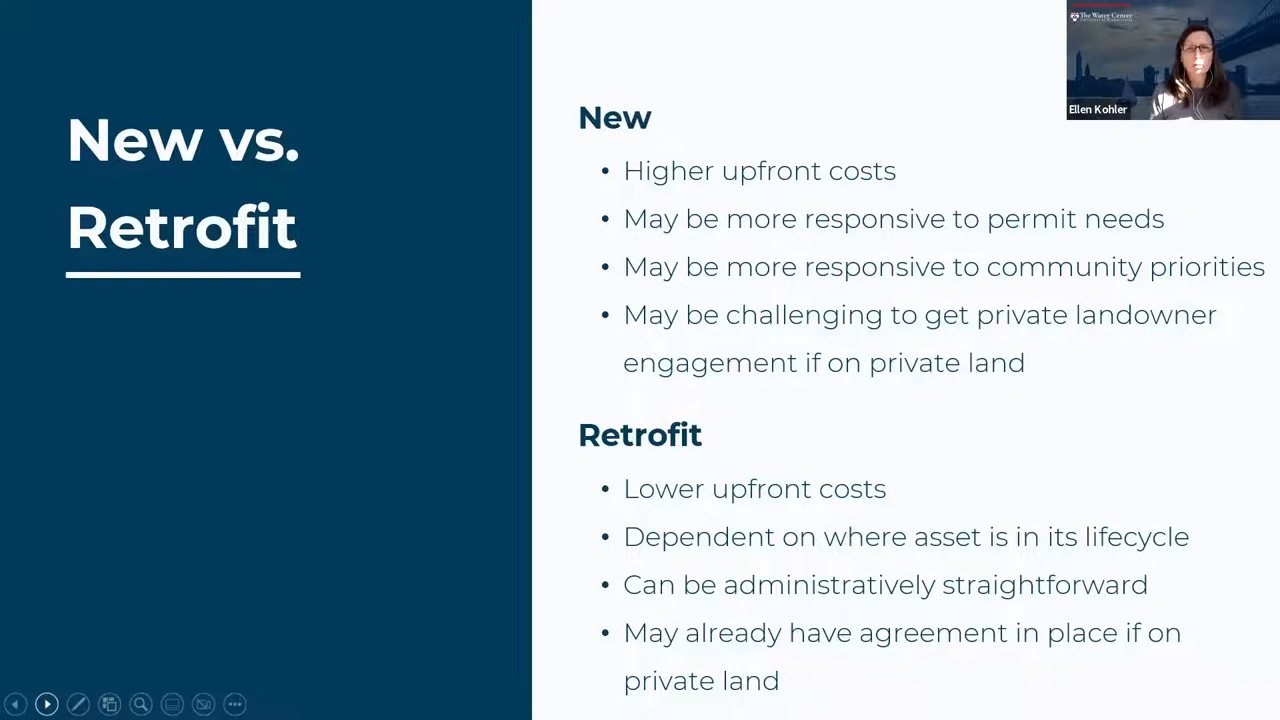 The Water Center
Ellen Kohler
New vs.
Retrofit
New
• Higher upfront costs
• May be more responsive to permit needs
• May be more responsive to community priorities
• May be challenging to get private landowner
engagement if on private land
Retrofit
• Lower upfront costs
• Dependent on where asset is in its lifecycle
• Can be administratively straightforward
• May already have agreement in place if on
private land